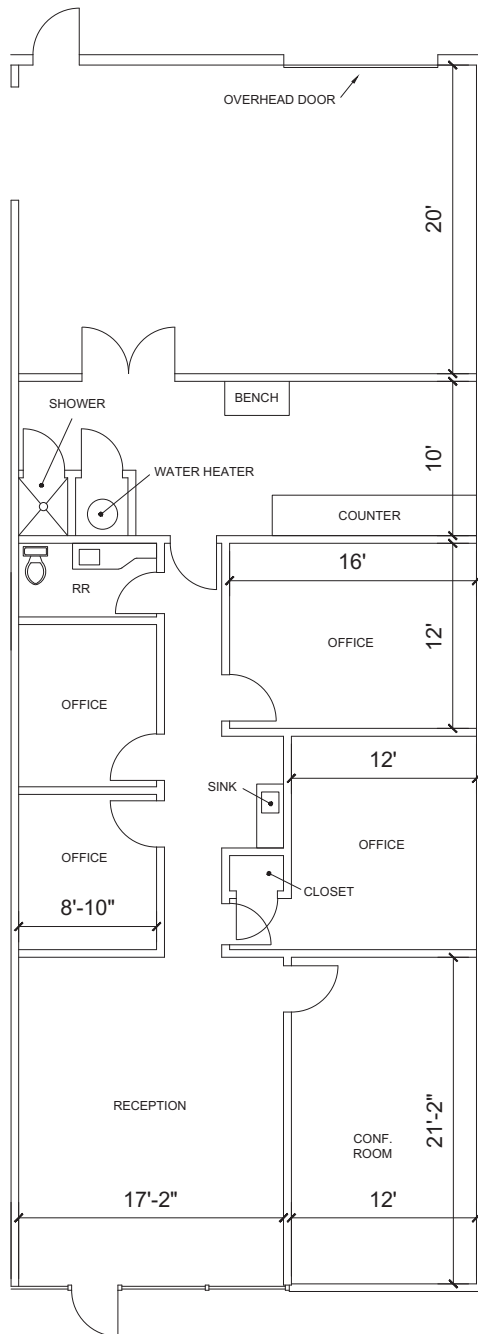 OVERHEAD DOOR
20'
SHOWER
BENCH
10'
WATER HEATER
COUNTER
16'
RR
OFFICE
12'
OFFICE
12'
SINK
OFFICE
OFFICE
CLOSET
8'-10"
RECEPTION
21'-2"
CONF.
ROOM
17'-2"
12'